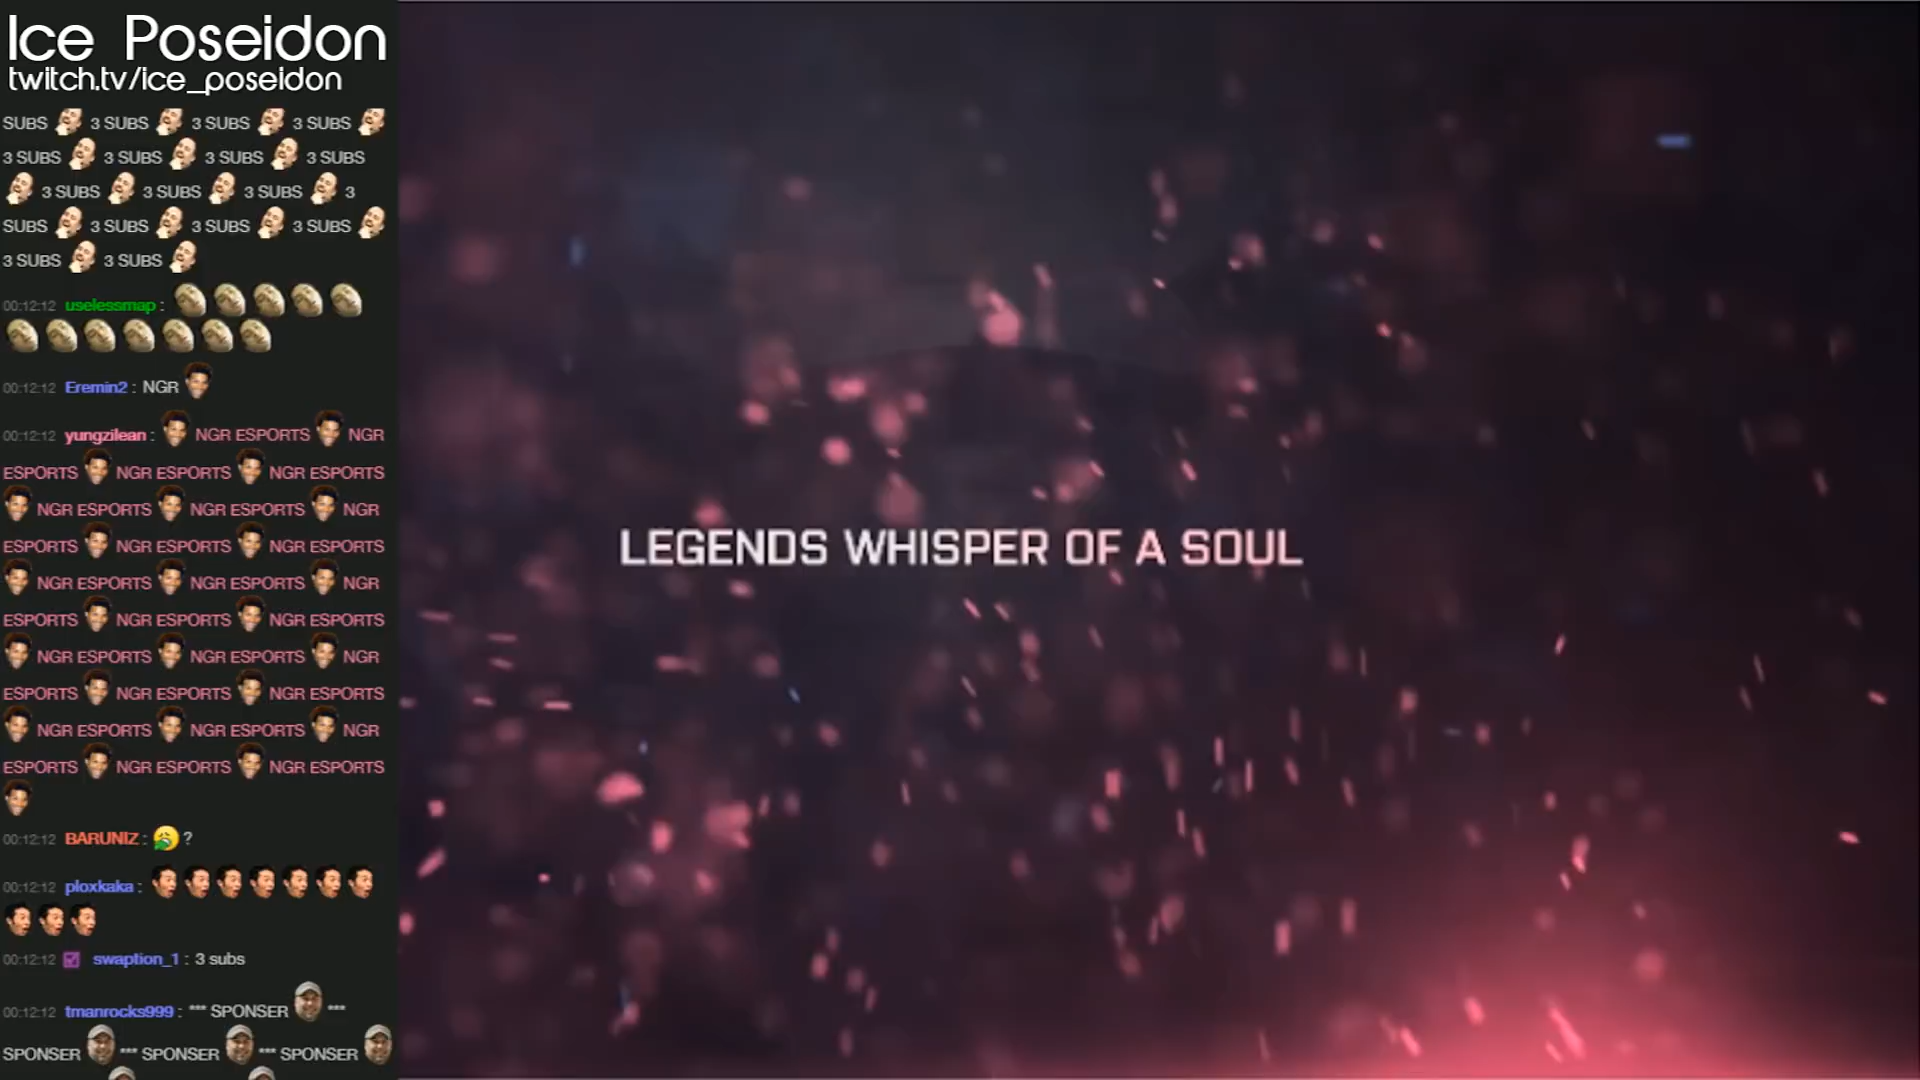 Ice Poseidon
twitch.tv/ice_poseidon
SUBS 3 SUBS 3 SUBS 3 SUBS
3 SUBS 3 SUBS 3 SUBS 3 SUBS
3 SUBS 3 SUBS 3 SUBS 3
SUBS 3 SUBS 3 SUBS 3 SUBS
3 SUBS 3 SUBS
00:12:12 uselessmap :
00:12:12 Eremin2 : NGR
00:12:12 yungzilean : NGR ESPORTS NGR
ESPORTS NGR ESPORTS NGR ESPORTS
NGR ESPORTS NGR ESPORTS NGR
ESPORTS NGR ESPORTS NGR ESPORTS
NGR ESPORTS NGR ESPORTS NGR
ESPORTS NGR ESPORTS NGR ESPORTS
NGR ESPORTS NGR ESPORTS NGR
ESPORTS NGR ESPORTS NGR ESPORTS
NGR ESPORTS NGR ESPORTS NGR
ESPORTS NGR ESPORTS NGR ESPORTS
00:12:12 BARUNIZ : ?
00:12:12 ploxkaka :
00:12:12 swaption_1 : 3 subs
00:12:12 tmanrocks999 : *** SPONSER ***
SPONSER *** SPONSER *** SPONSER
LEGENDS WHISPER OF A SOUL